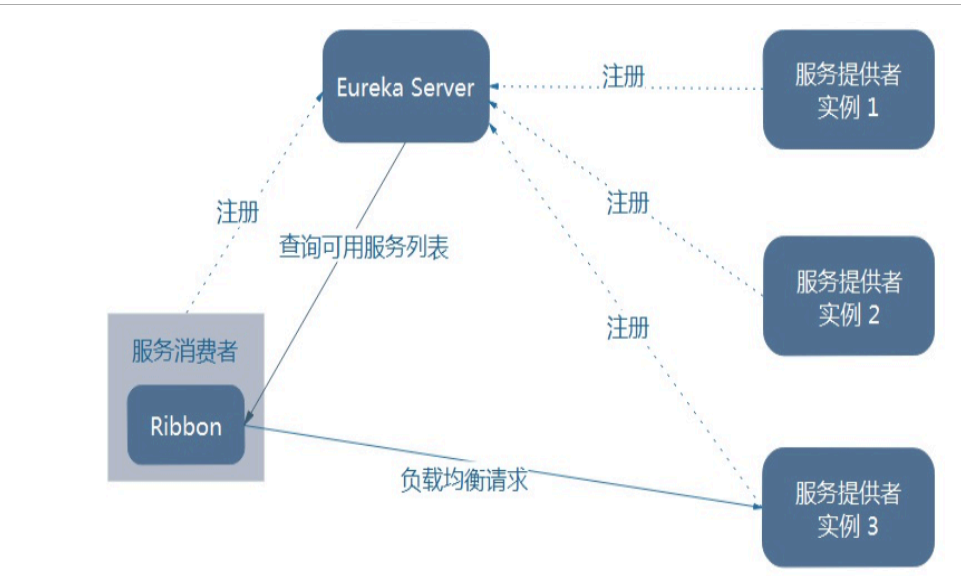 Eureka Server
注册
服务提供者
实例 1
注册
注册
查询可用服务列表
服务提供者
实例 2
注册
服务消费者
Ribbon
负载均衡请求
服务提供者
实例 3